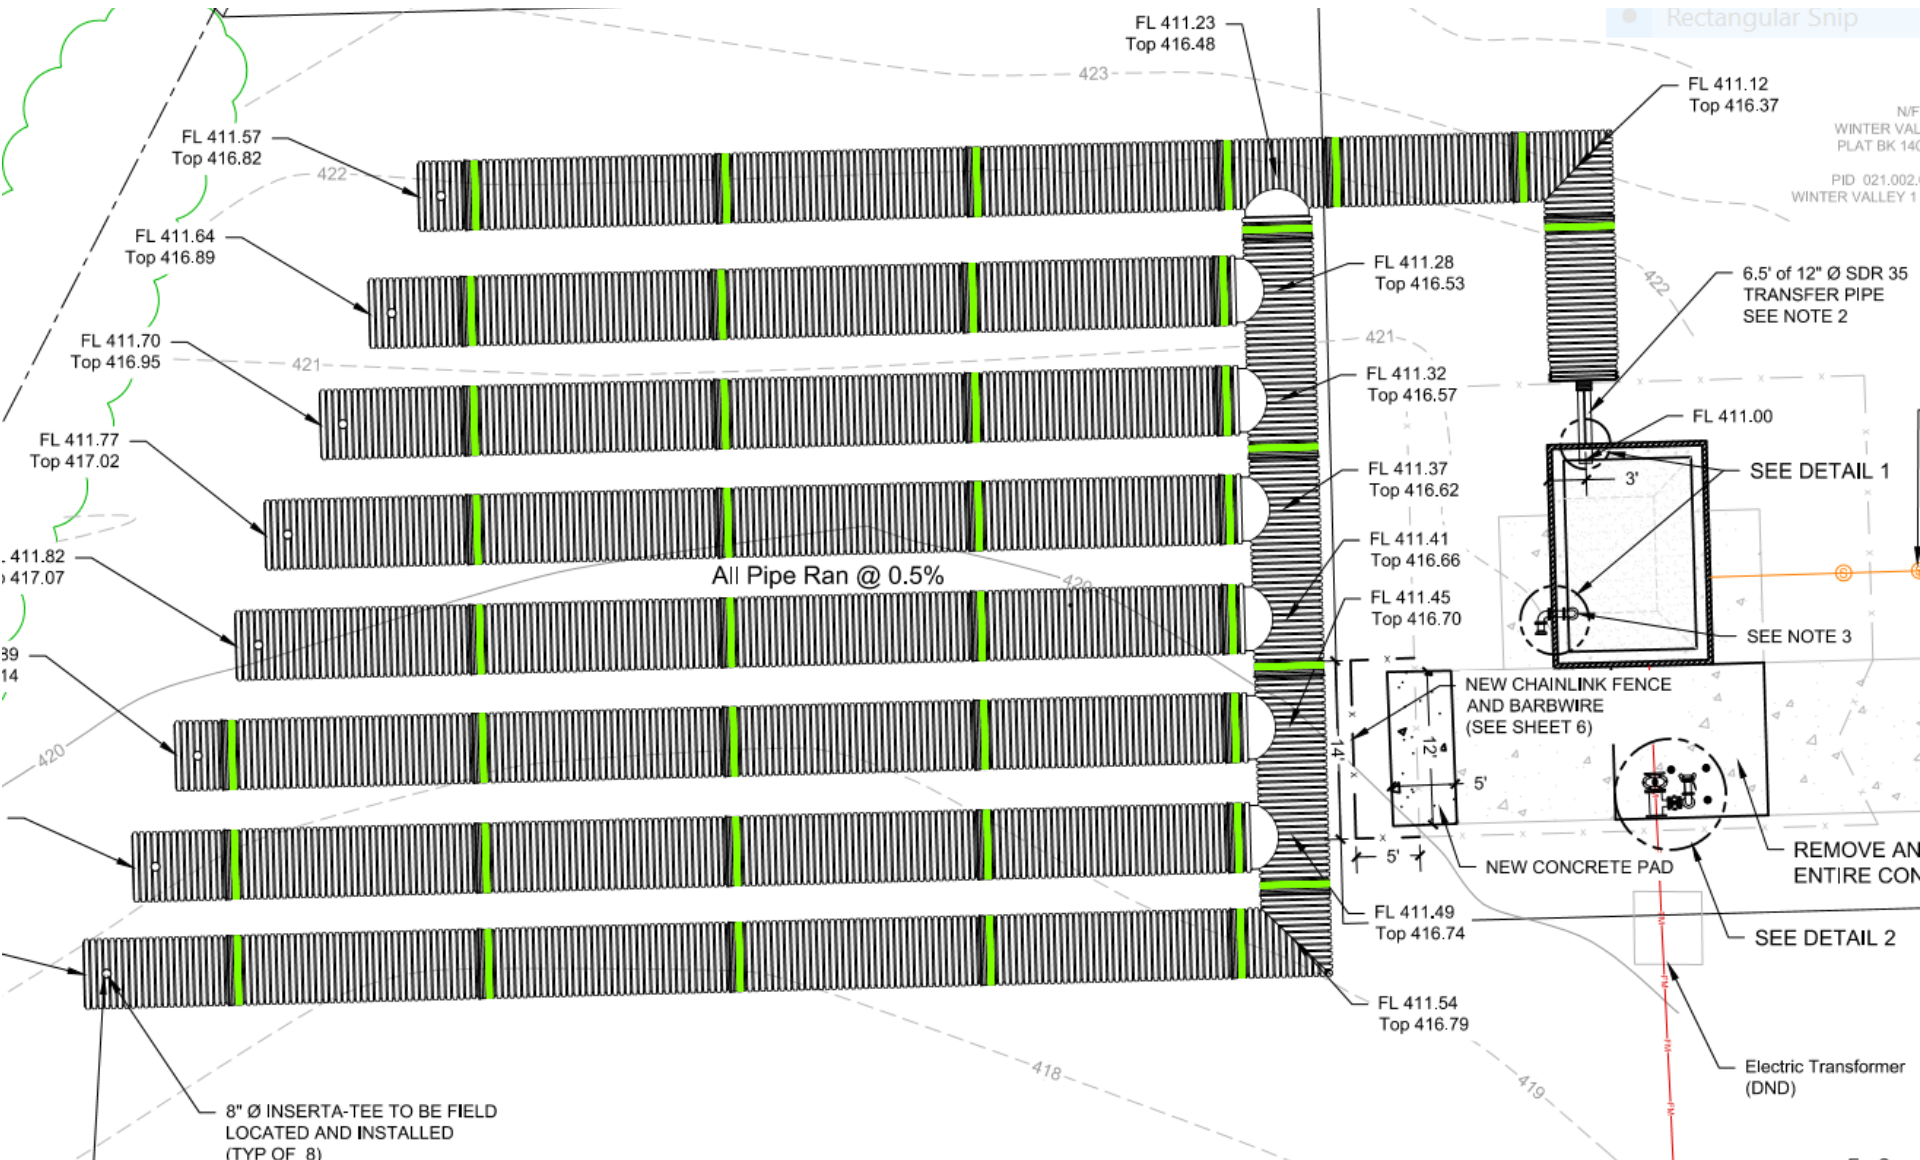 Rectangular Snip
FL 411.23
Top 416.48
423
FL 411.12
Top 416.37
N/F
WINTER VAL
PLAT BK 140
PID 021.002.
WINTER VALLEY 1
FL 411.57
Top 416.82
422
FL 411.64
Top 416.89
FL 411.28
Top 416.53
422
6.5' of 12" Ø SDR 35
TRANSFER PIPE
SEE NOTE 2
FL 411.70
Top 416.95
421
421
FL 411.32
Top 416.57
FL 411.00
FL 411.77
Top 417.02
FL 411.37
Top 416.62
SEE DETAIL 1
3'
411.82
417.07
FL 411.41
Top 416.66
All Pipe Ran @ 0.5%
420
FL 411.45
Top 416.70
SEE NOTE 3
89
14
NEW CHAINLINK FENCE
AND BARBWIRE
(SEE SHEET 6)
420
14'
12'
5'
5'
NEW CONCRETE PAD
REMOVE AN
ENTIRE CON
FL 411.49
Top 416.74
SEE DETAIL 2
FM
FM
FM
FM
FL 411.54
Top 416.79
418
419
Electric Transformer
(DND)
8" Ø INSERTA-TEE TO BE FIELD
LOCATED AND INSTALLED
(TYP OF 8)